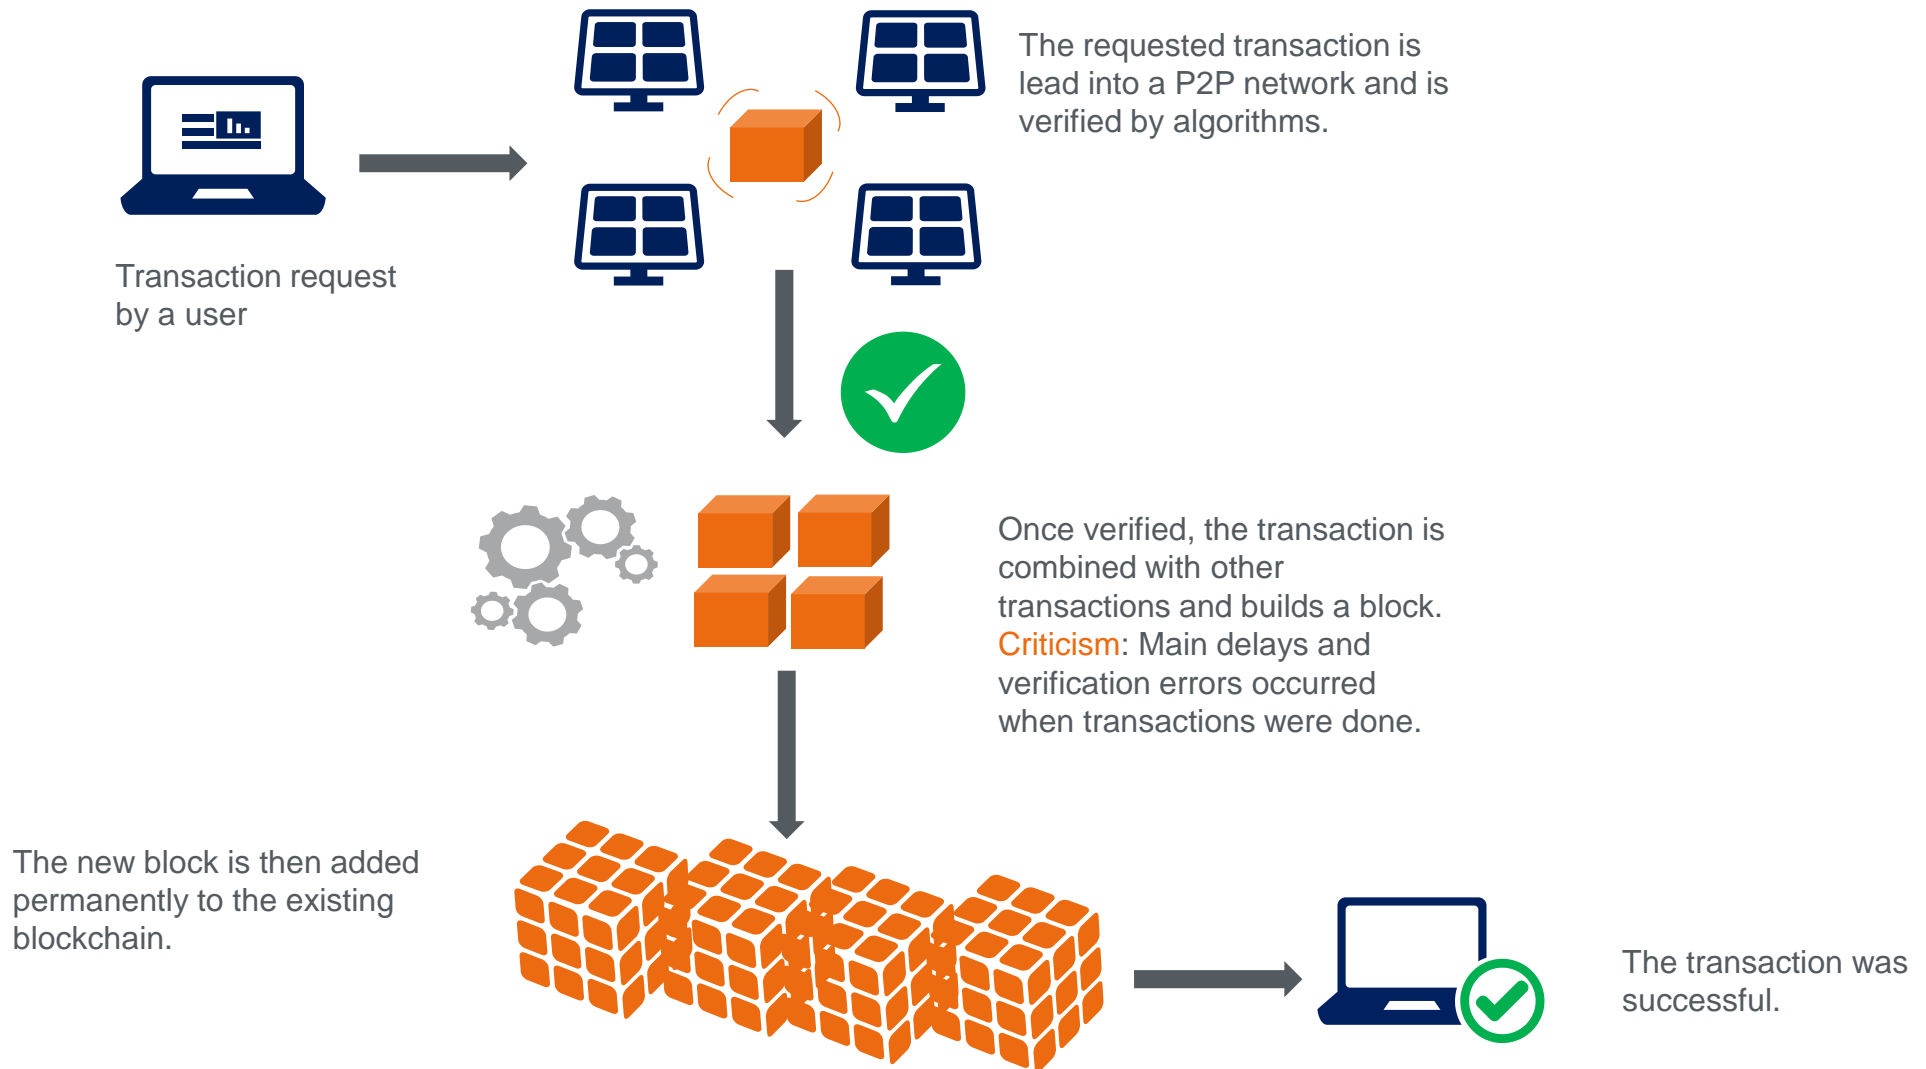 The requested transaction is
lead into a P2P network and is
verified by algorithms.
Transaction request
by a user
Once verified, the transaction is
combined with other
transactions and builds a block.
Criticism: Main delays and
verification errors occurred
when transactions were done.
The new block is then added
permanently to the existing
blockchain.
The transaction was
successful.